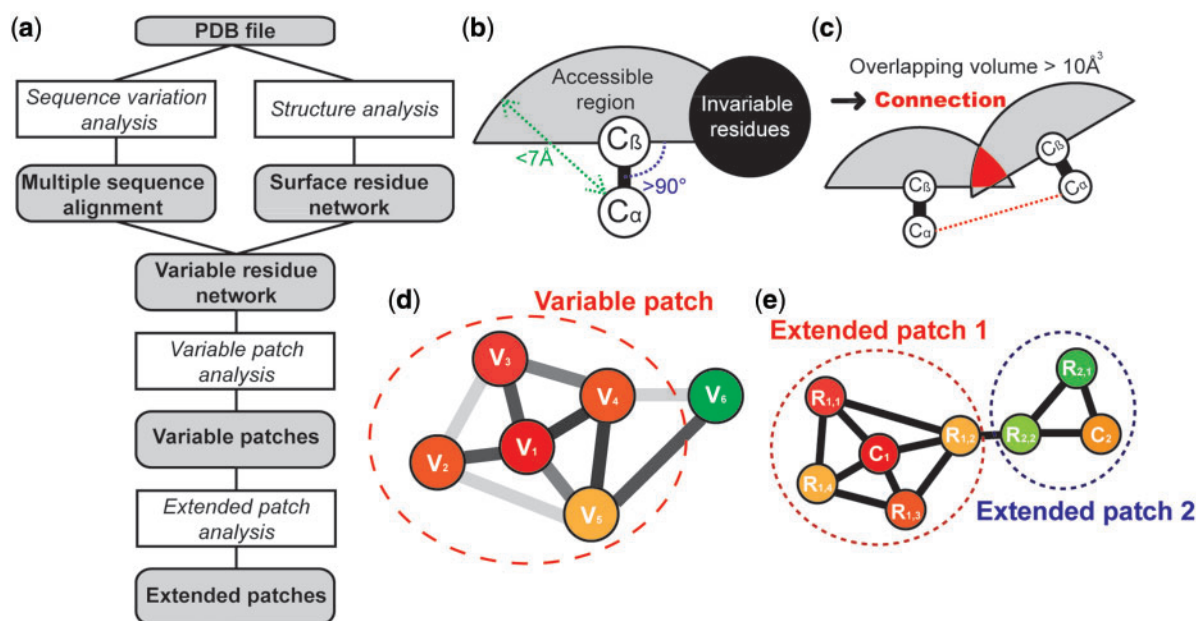 (a)
PDB file
Sequence variation
analysis
Structure analysis
Multiple sequence
alignment
Surface residue
network
Variable residue
network
Variable patch
analysis
Variable patches
Extended patch
analysis
Extended patches
(b)
Accessible
region
Invariable
residues
Cß
<7Å
>90°
Cα
(c)
Overlapping volume > 10Å³
Connection
Cß
Cα
Cß
Cα
(d)
Variable patch
V₃
V₄
V₆
V₁
V₂
V₅
(e)
Extended patch 1
R₂,₁
R₁,₁
R₁,₂
R₂,₂
C₂
C₁
R₁,₄
R₁,₃
Extended patch 2